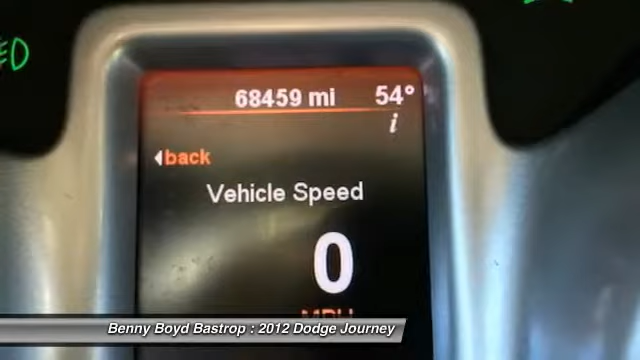 68459 mi 54°
i
back
Vehicle Speed
0
MPH
Benny Boyd Bastrop : 2012 Dodge Journey